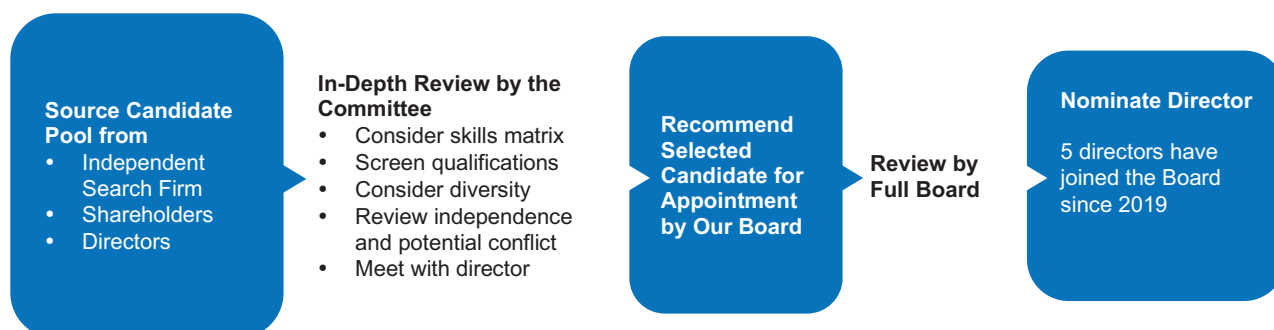 Source Candidate
Pool from
• Independent
Search Firm
• Shareholders
• Directors
In-Depth Review by the
Committee
• Consider skills matrix
• Screen qualifications
• Consider diversity
• Review independence
and potential conflict
• Meet with director
Recommend
Selected
Candidate for
Appointment
by Our Board
Review by
Full Board
Nominate Director
5 directors have
joined the Board
since 2019